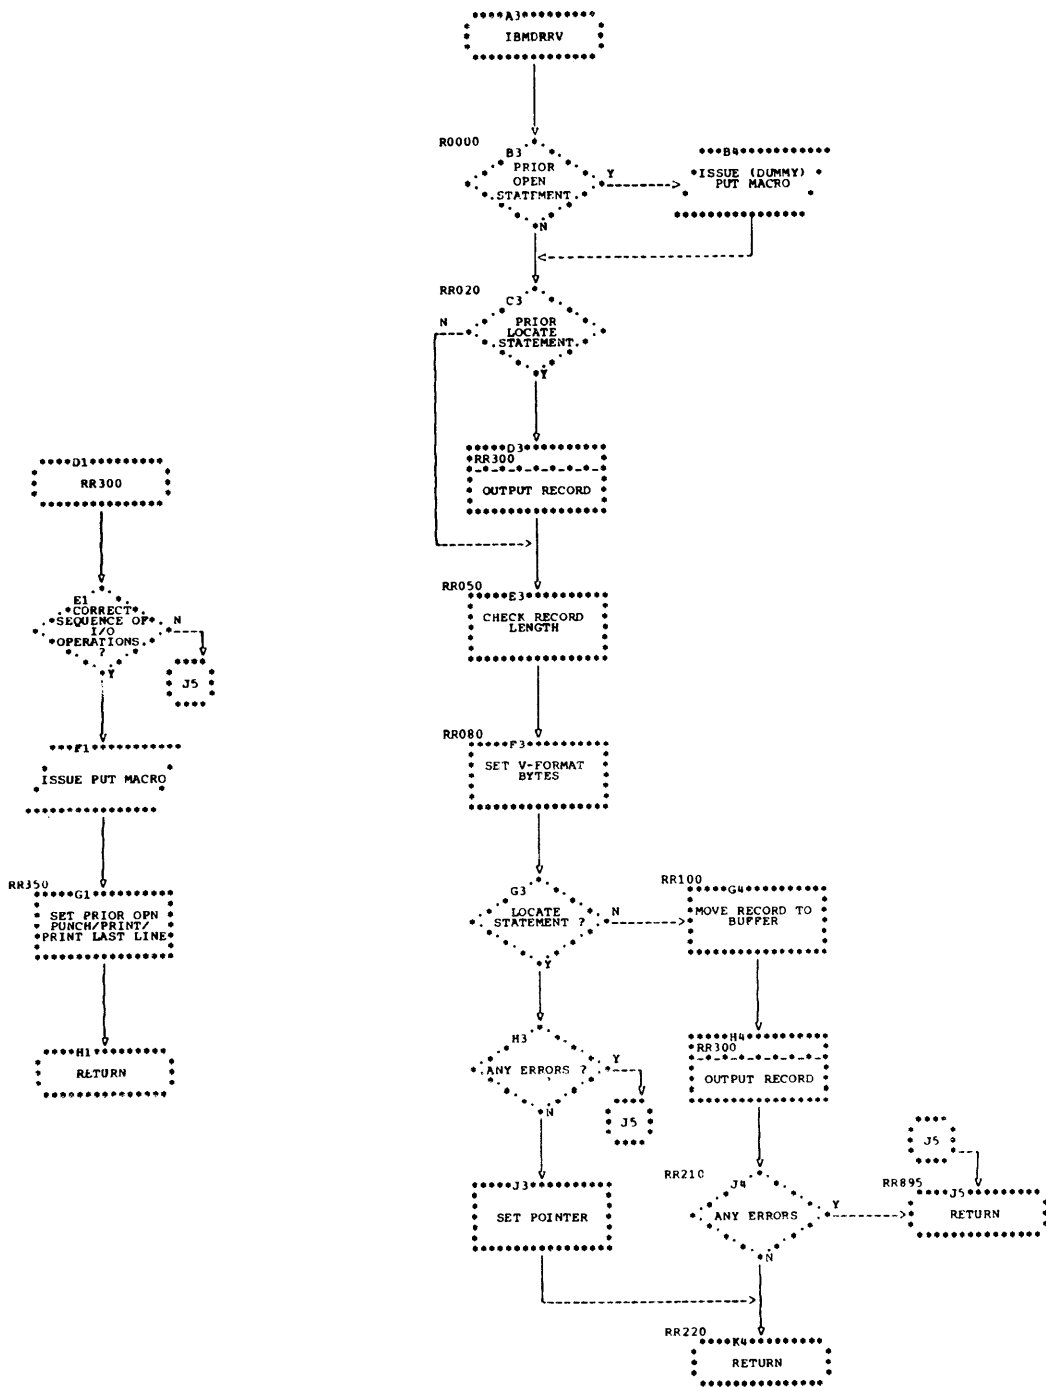 A3
IBMDRRV
R0000
B3
PRIOR
OPEN
STATEMENT
Y
N
B4
ISSUE (DUMMY)
PUT MACRO
RR020
C3
PRIOR
LOCATE
STATEMENT
N
Y
D3
RR300
OUTPUT RECORD
D1
RR300
E1
CORRECT
SEQUENCE OF
I/O
OPERATIONS
?
N
Y
J5
RR050
E3
CHECK RECORD
LENGTH
F1
ISSUE PUT MACRO
RR080
F3
SET V-FORMAT
BYTES
RR350
G1
SET PRIOR OPN
PUNCH/PRINT/
PRINT LAST LINE
G3
LOCATE
STATEMENT ?
N
Y
RR100
G4
MOVE RECORD TO
BUFFER
H1
RETURN
H3
ANY ERRORS ?
Y
N
J5
H4
RR300
OUTPUT RECORD
J3
SET POINTER
RR210
J4
ANY ERRORS
Y
N
J5
RR895
J5
RETURN
RR220
K4
RETURN